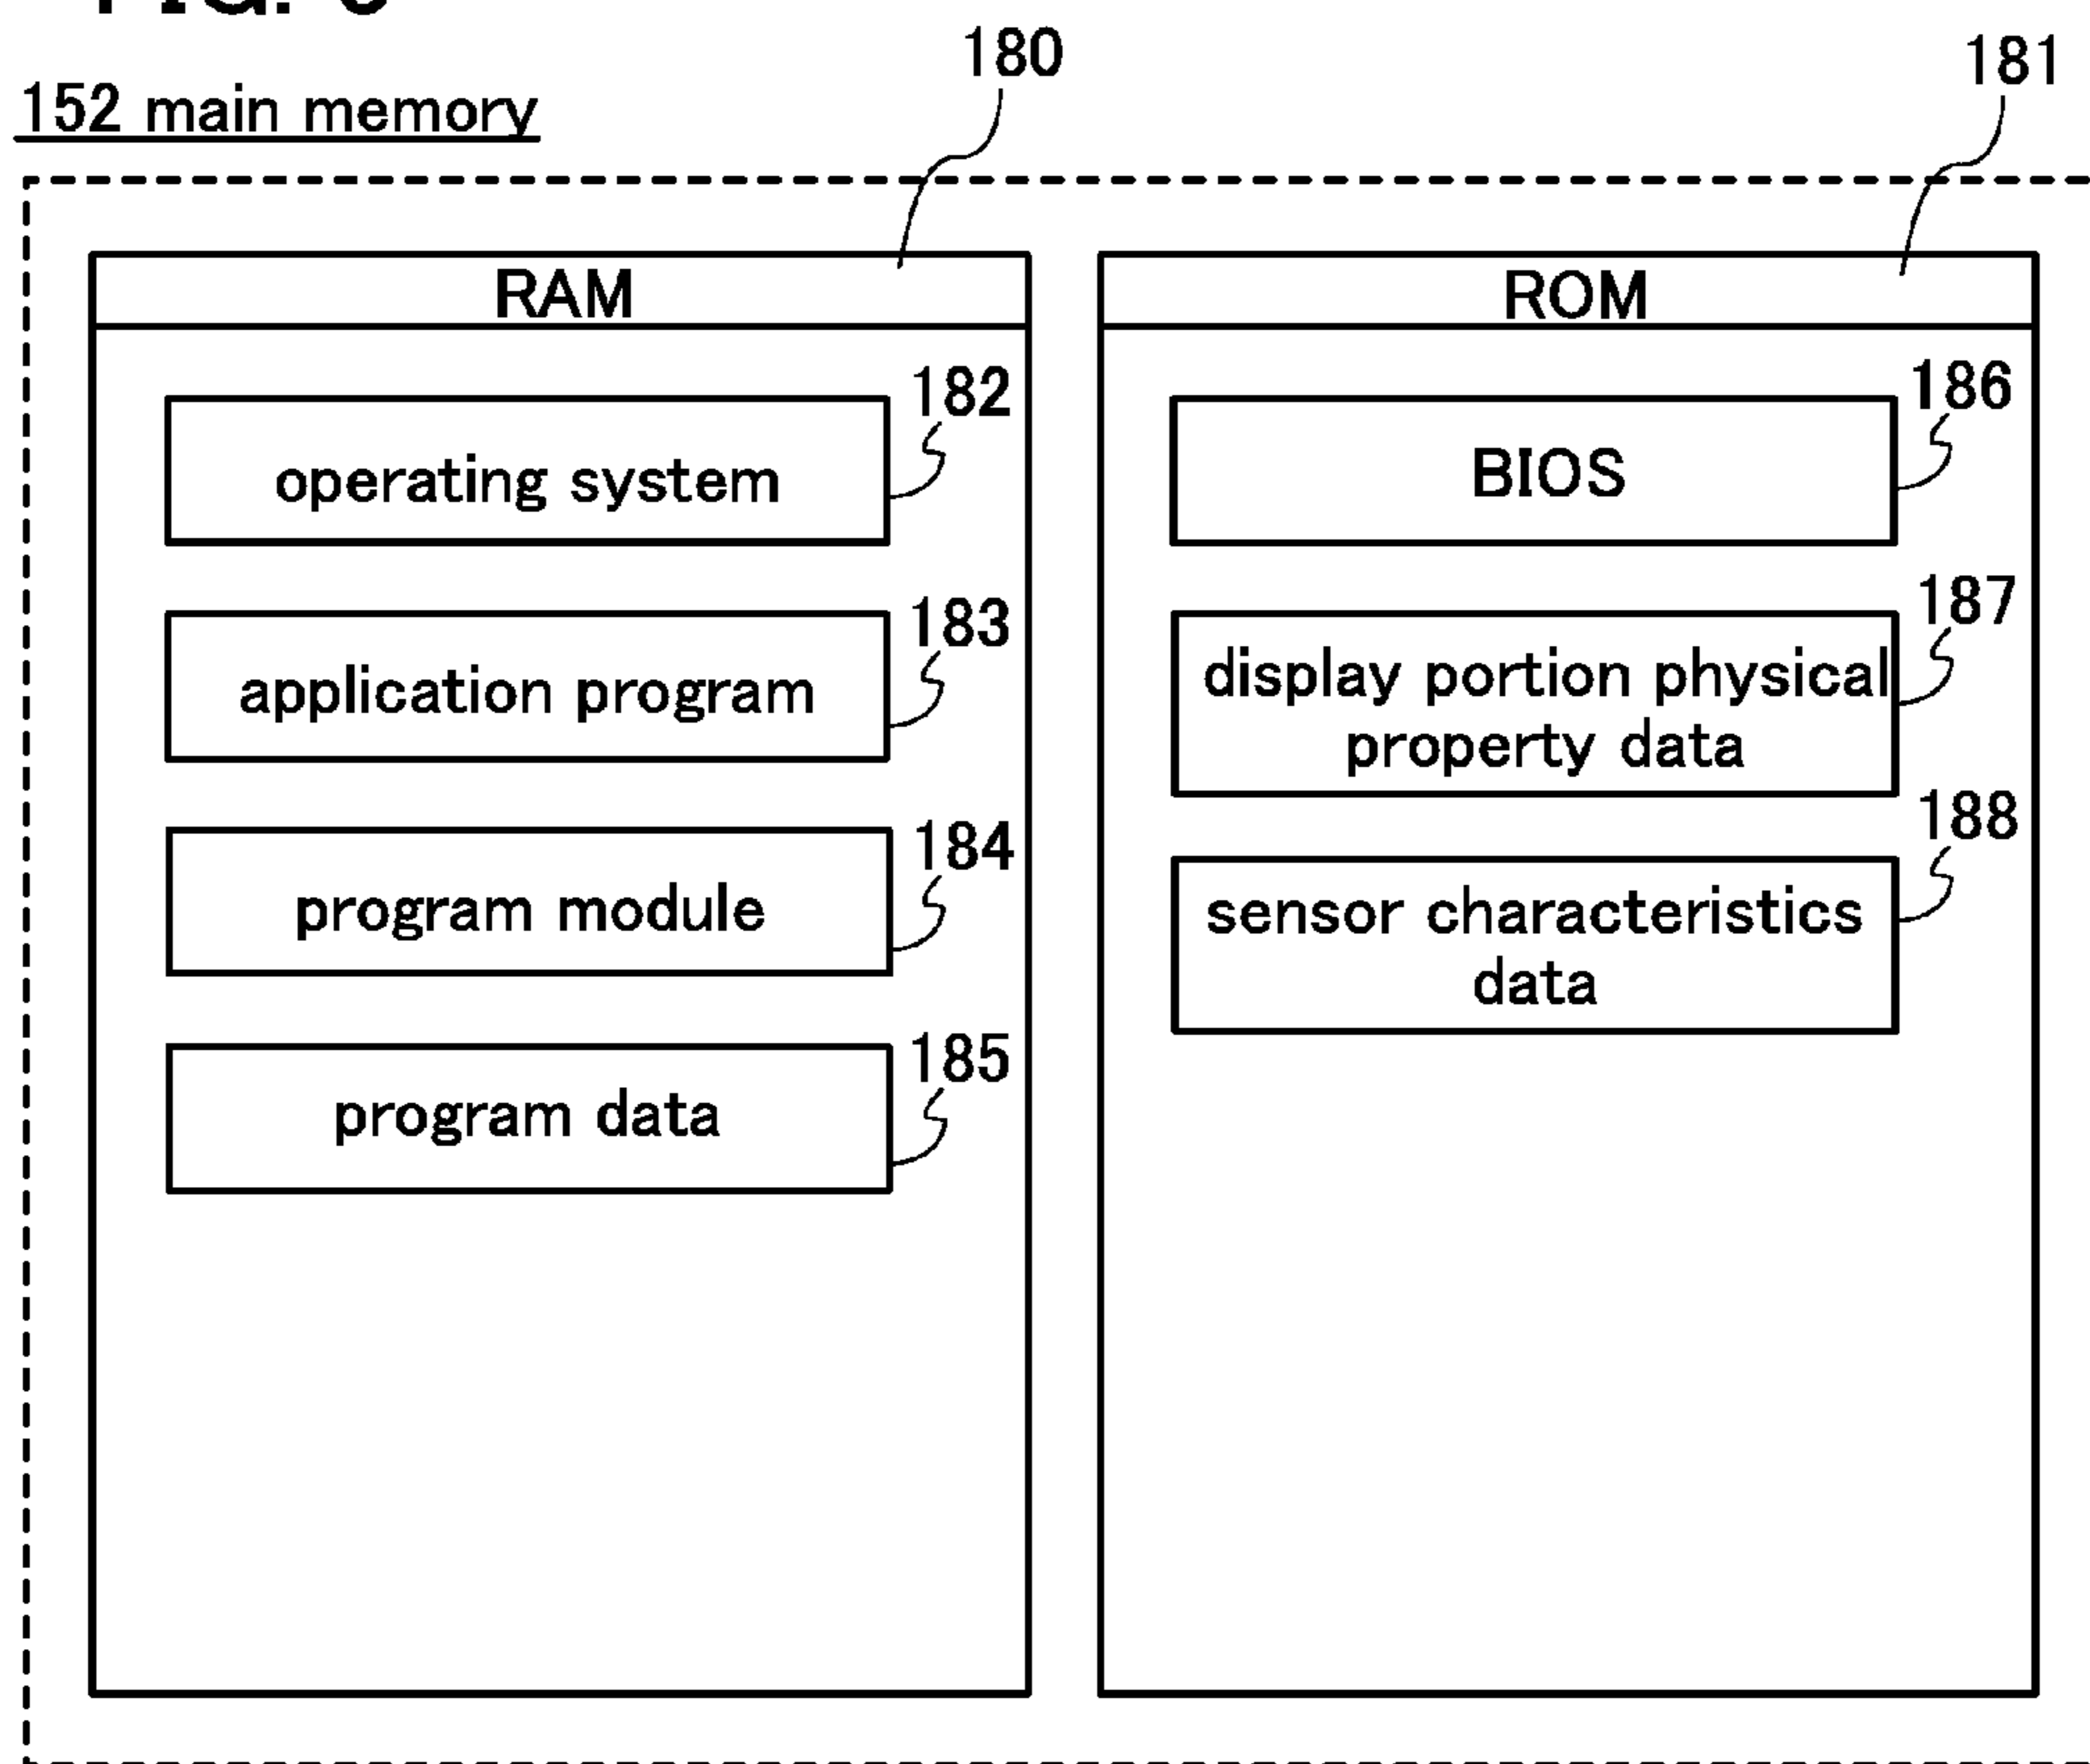 152 main memory
180
181
RAM
182
operating system
183
application program
184
program module
185
program data
ROM
186
BIOS
187
display portion physical
property data
188
sensor characteristics
data